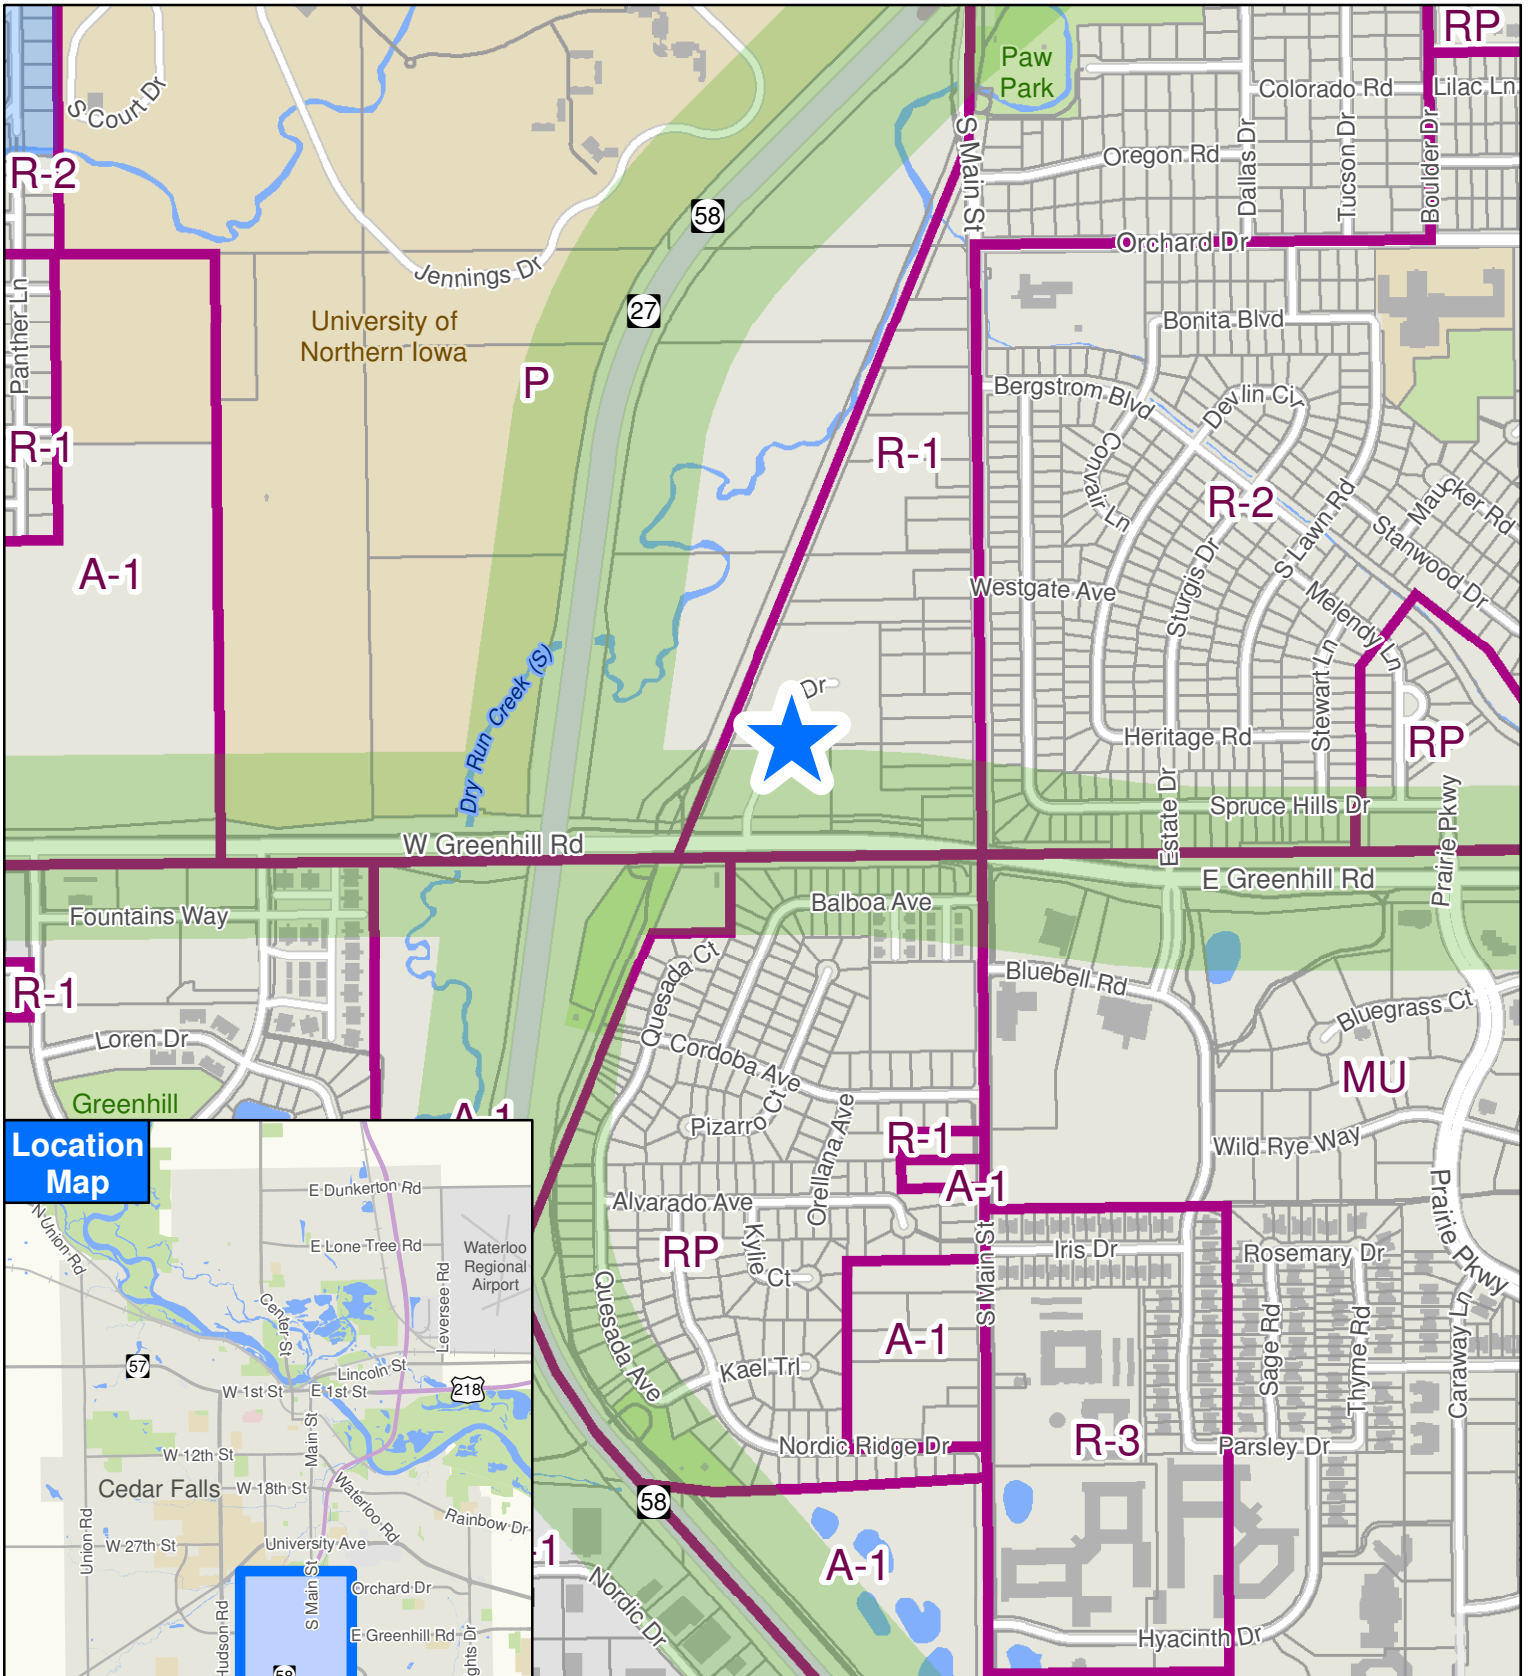 RP
Paw
Park
S Court Dr
Colorado Rd
Lilac Ln
S Main St
Dallas Dr
Tucson Dr
Boulder Dr
Oregon Rd
R-2
58
Orchard Dr
Jennings Dr
Panther Ln
27
University of
Northern Iowa
Bonita Blvd
P
Bergstrom Blvd
Devlin Cir
R-1
R-1
Convair Ln
R-2
Maucker Rd
S Lawn Rd
Stanwood Dr
A-1
Westgate Ave
Sturgis Dr
Melendy Ln
Dry Run Creek (S)
Stewart Ln
Dr
Heritage Rd
RP
Estate Dr
Spruce Hills Dr
Prairie Pkwy
W Greenhill Rd
E Greenhill Rd
Fountains Way
Balboa Ave
Quesada Ct
R-1
Bluebell Rd
Bluegrass Ct
Loren Dr
Cordoba Ave
MU
Greenhill
A-1
Pizarro Ct
Orellana Ave
R-1
Wild Rye Way
A-1
Alvarado Ave
Prairie Pkwy
RP
Kylie Ct
S Main St
Iris Dr
Rosemary Dr
Quesada Ave
A-1
Kael Trl
Sage Rd
Thyme Rd
Caraway Ln
Nordic Ridge Dr
R-3
Parsley Dr
58
-1
A-1
Nordic Dr
Hyacinth Dr
Location
Map
N Union Rd
E Dunkerton Rd
E Lone Tree Rd
Waterloo
Regional
Airport
Center St
Leversee Rd
57
Lincoln St
W 1st St
E 1st St
218
Main St
W 12th St
Cedar Falls
W 18th St
Waterloo Rd
Rainbow Dr
Union Rd
W 27th St
University Ave
S Main St
Orchard Dr
Hudson Rd
E Greenhill Rd
ghts Dr
58